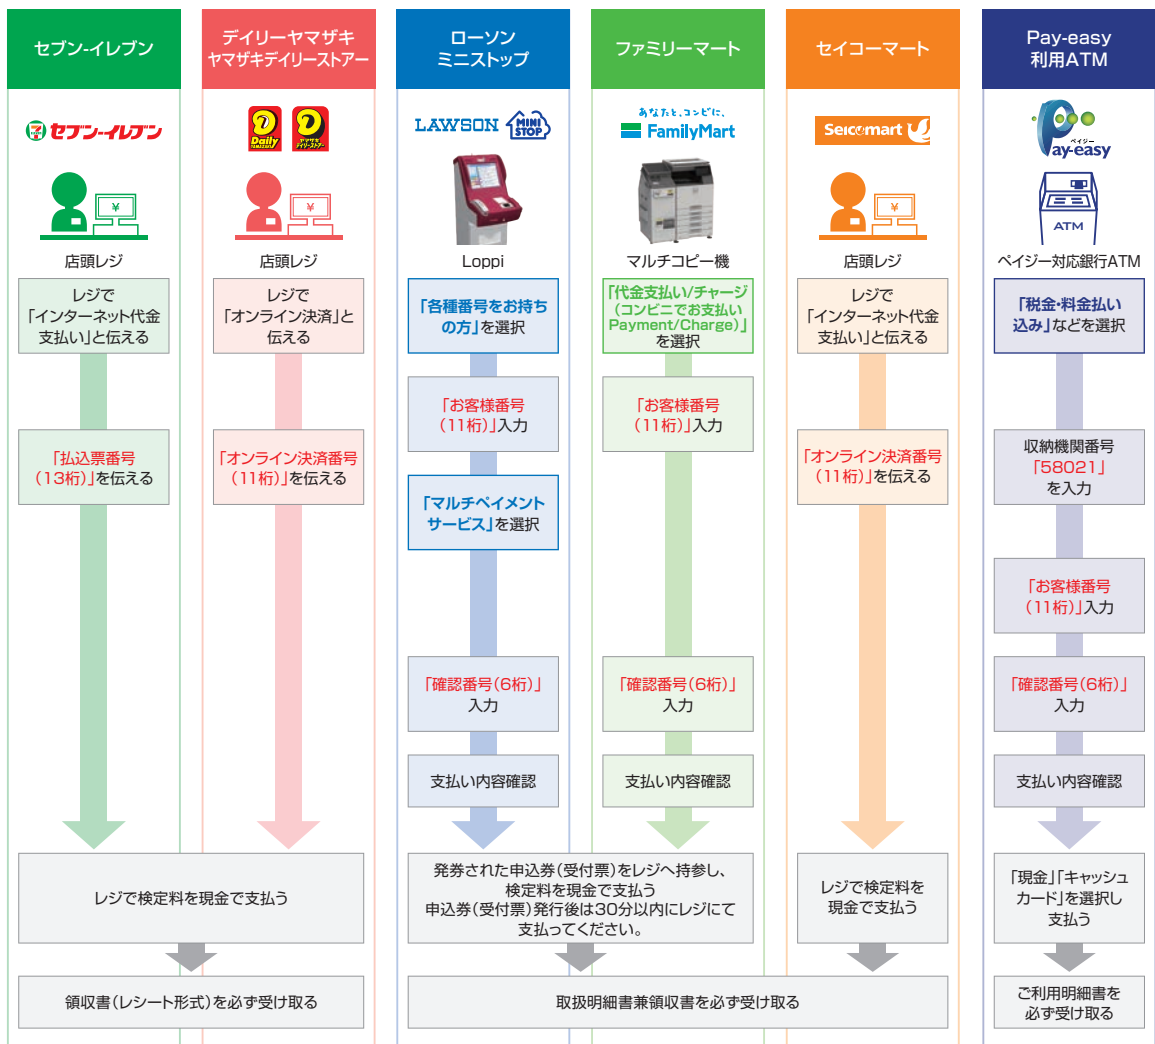 セブン-イレブン
デイリーヤマザキ
ヤマザキデイリーストアー
ローソン
ミニストップ
ファミリーマート
セイコーマート
Pay-easy
利用ATM
7
セブン-イレブン
Daily
YAMAZAKI
ヤマザキ
デイリーストアー
LAWSON
MINI
STOP
あなたと、コンビに、
FamilyMart
Seicomart
ペイジー
Pay-easy
¥
¥
¥
ATM
店頭レジ
店頭レジ
Loppi
マルチコピー機
店頭レジ
ペイジー対応銀行ATM
レジで
「インターネット代金
支払い」と伝える
「払込票番号
(13桁)」を伝える
レジで
「オンライン決済」と
伝える
「オンライン決済番号
(11桁)」を伝える
「各種番号をお持ち
の方」を選択
「お客様番号
(11桁)」入力
「マルチペイメント
サービス」を選択
「確認番号(6桁)」
入力
支払い内容確認
「代金支払い/チャージ
(コンビニでお支払い
Payment/Charge)」
を選択
「お客様番号
(11桁)」入力
「確認番号(6桁)」
入力
支払い内容確認
レジで
「インターネット代金
支払い」と伝える
「オンライン決済番号
(11桁)」を伝える
「税金・料金払い
込み」などを選択
収納機関番号
「58021」
を入力
「お客様番号
(11桁)」入力
「確認番号(6桁)」
入力
支払い内容確認
レジで検定料を現金で支払う
発券された申込券(受付票)をレジへ持参し、
検定料を現金で支払う
申込券(受付票)発行後は30分以内にレジにて
支払ってください。
レジで検定料を
現金で支払う
「現金」「キャッシュ
カード」を選択し
支払う
領収書(レシート形式)を必ず受け取る
取扱明細書兼領収書を必ず受け取る
ご利用明細書を
必ず受け取る